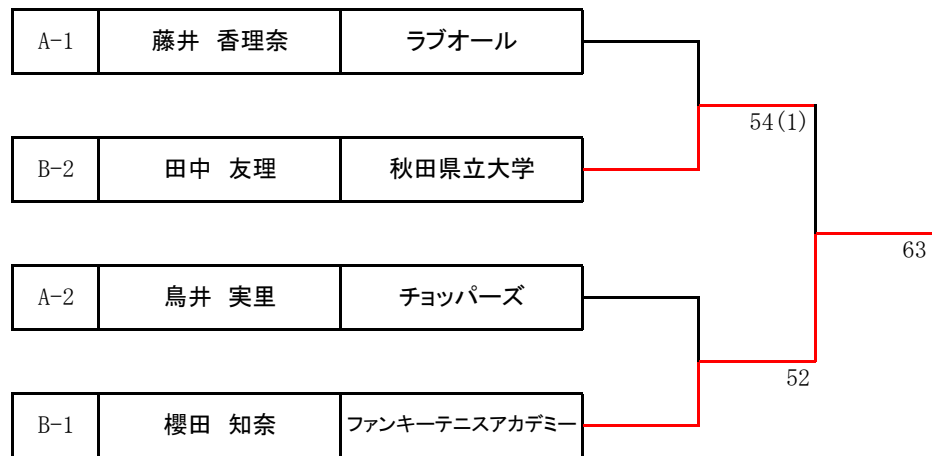 A-1 藤井 香理奈 ラブオール
54(1)
B-2 田中 友理 秋田県立大学
63
A-2 鳥井 実里 チョッパーズ
52
B-1 櫻田 知奈 ファンキーテニスアカデミー